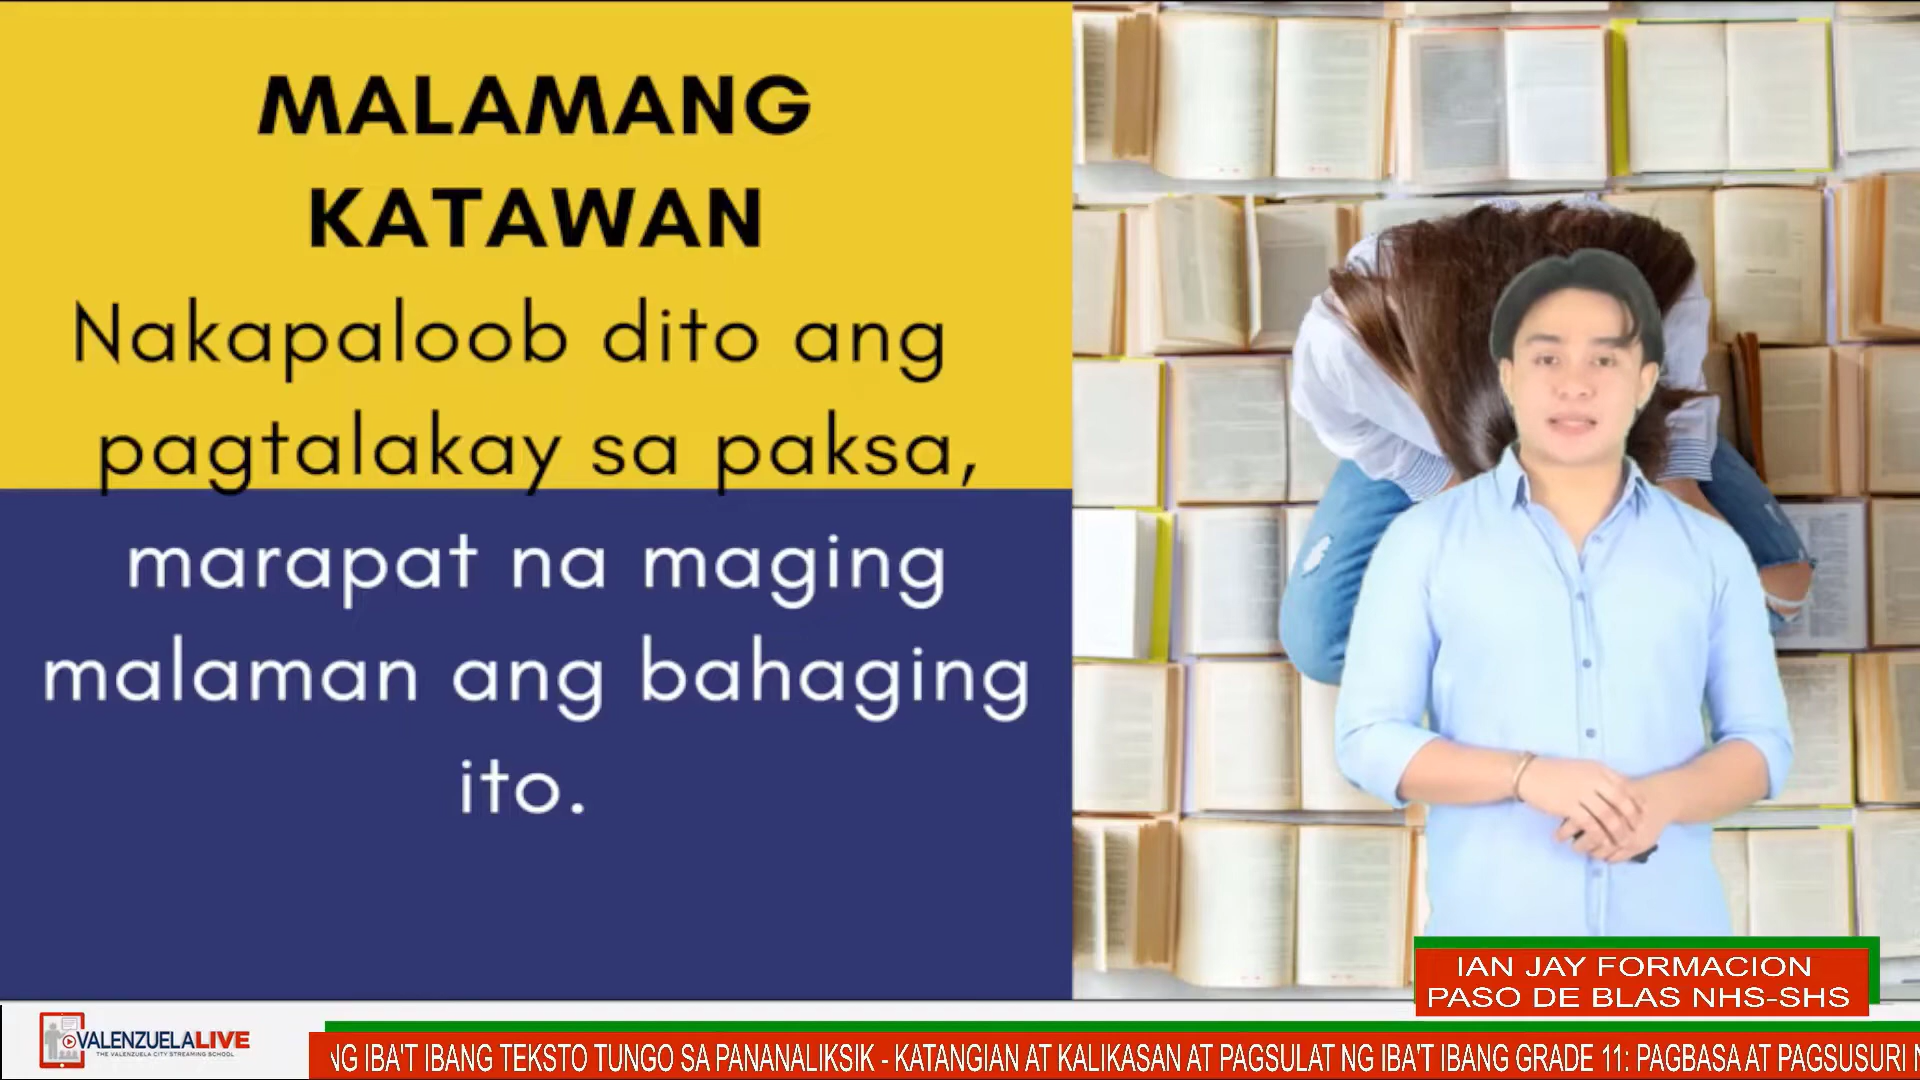 MALAMANG
KATAWAN
Nakapaloob dito ang
pagtalakay sa paksa,
marapat na maging
malaman ang bahaging
ito.
IAN JAY FORMACION
PASO DE BLAS NHS-SHS
VALENZUELALIVE
THE VALENZUELA CITY STREAMING SCHOOL
NG IBA'T IBANG TEKSTO TUNGO SA PANANALIKSIK - KATANGIAN AT KALIKASAN AT PAGSULAT NG IBA'T IBANG GRADE 11: PAGBASA AT PAGSUSURI